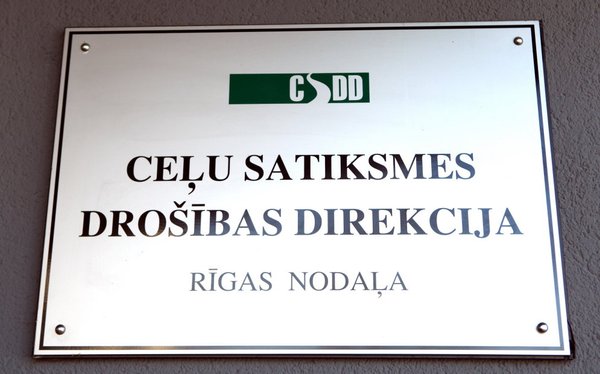 CSDD
CEĻU SATIKSMES
DROŠĪBAS DIREKCIJA
RĪGAS NODAĻA